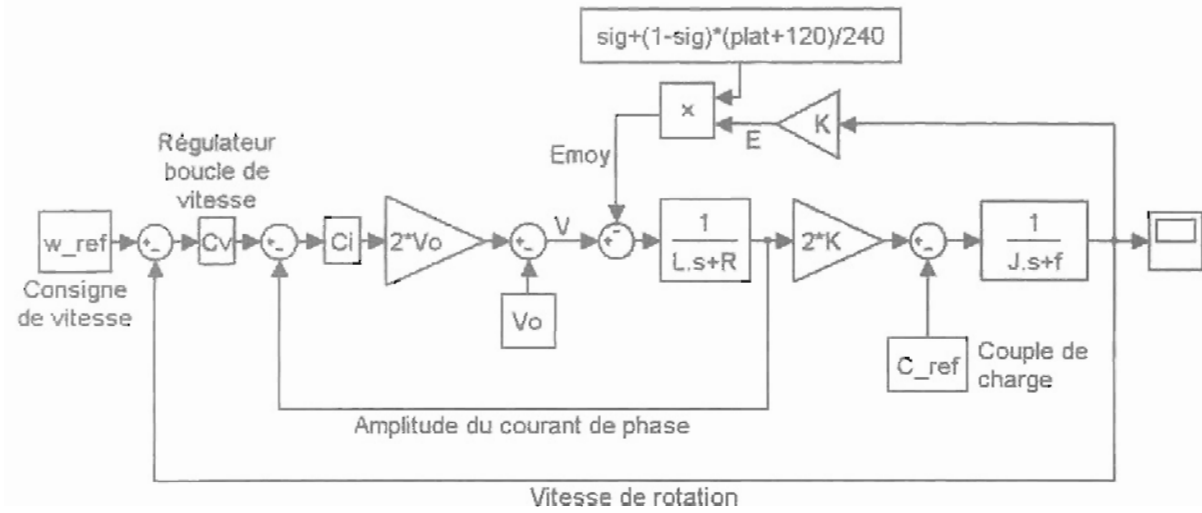 sig+(1-sig)*(plat+120)/240
x
K
E
Emoy
Régulateur
boucle de
vitesse
w_ref
Cv
Ci
2*Vo
V
1
L.s+R
2*K
1
J.s+f
Consigne
de vitesse
Vo
C_ref
Couple de
charge
Amplitude du courant de phase
Vitesse de rotation